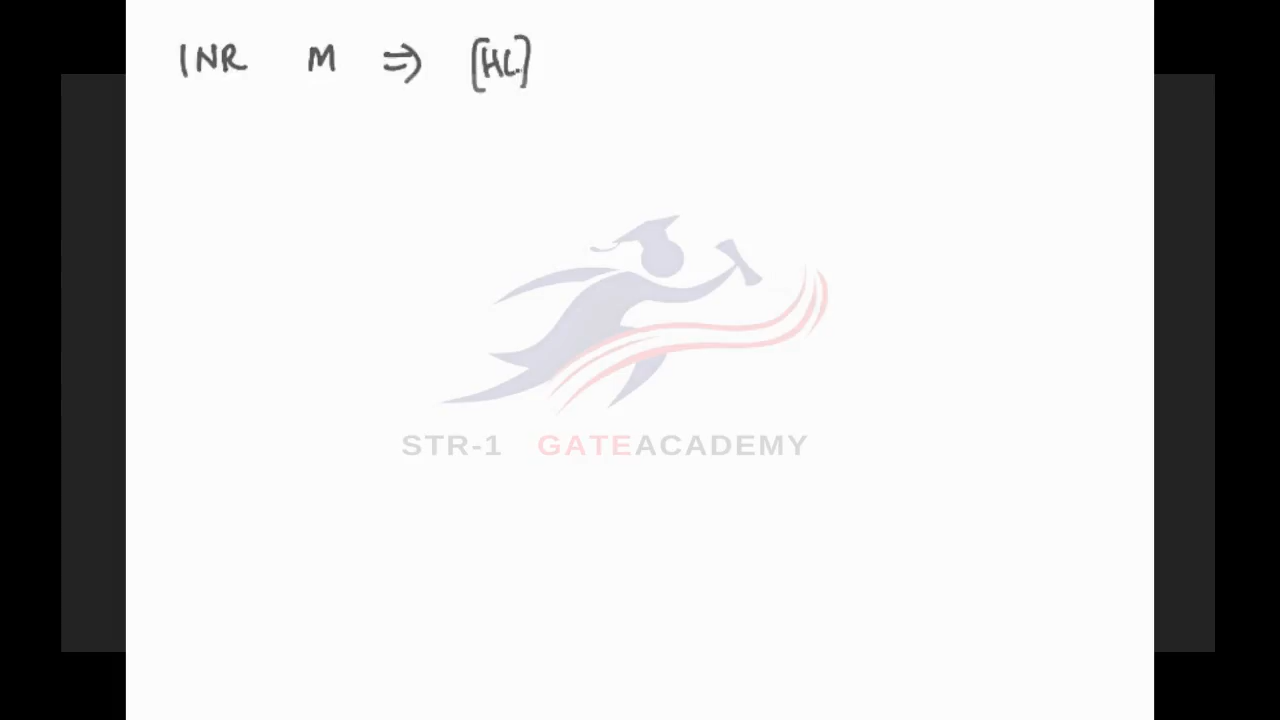 INR M ⇒ [HL]
STR-1 GATEACADEMY